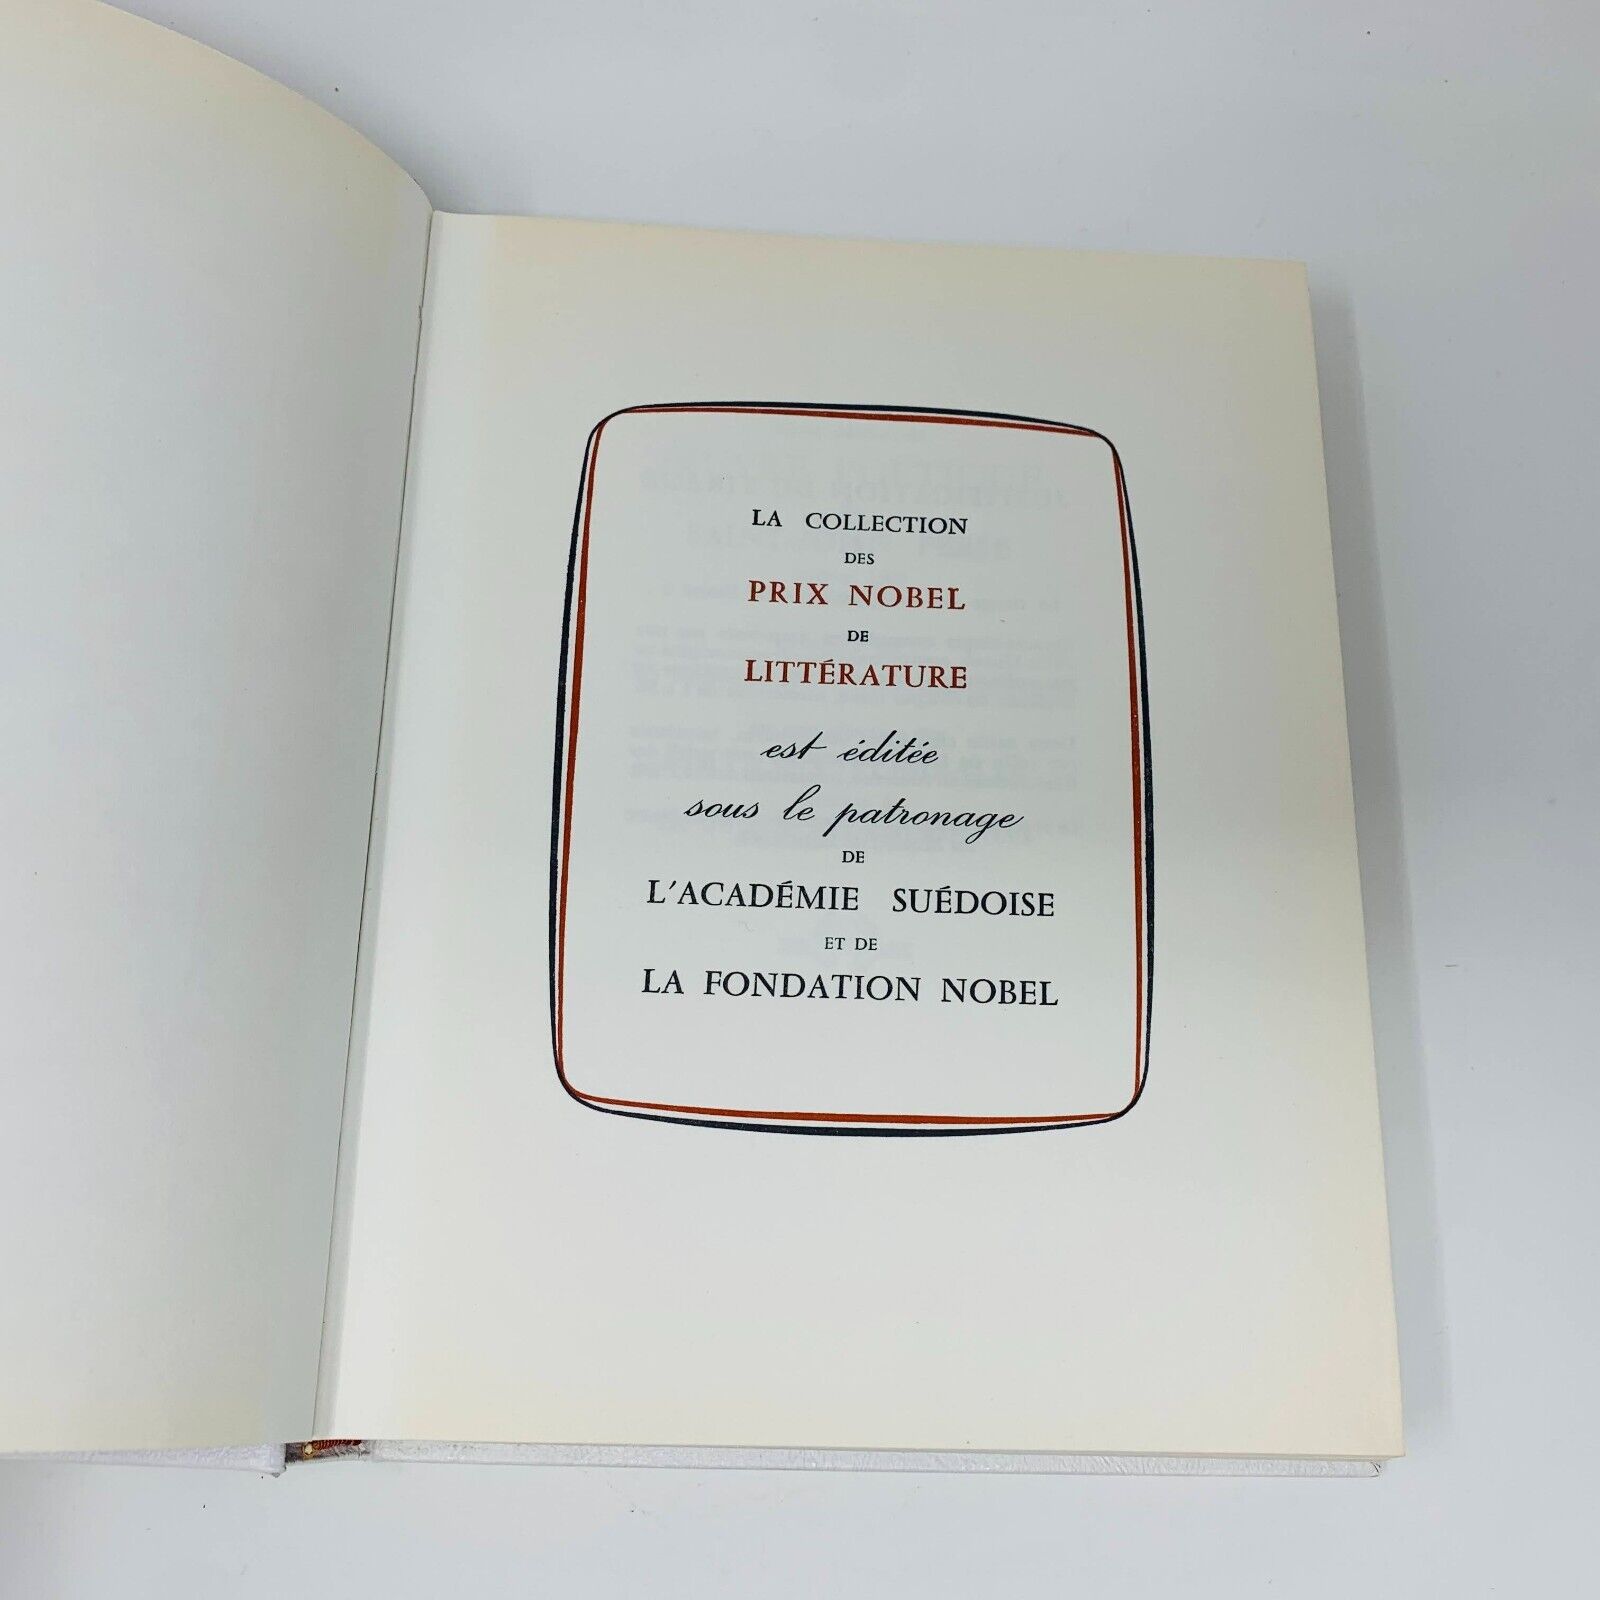 LA COLLECTION
DES
PRIX NOBEL
DE
LITTÉRATURE
est éditée
sous le patronage
DE
L'ACADÉMIE SUÉDOISE
ET DE
LA FONDATION NOBEL